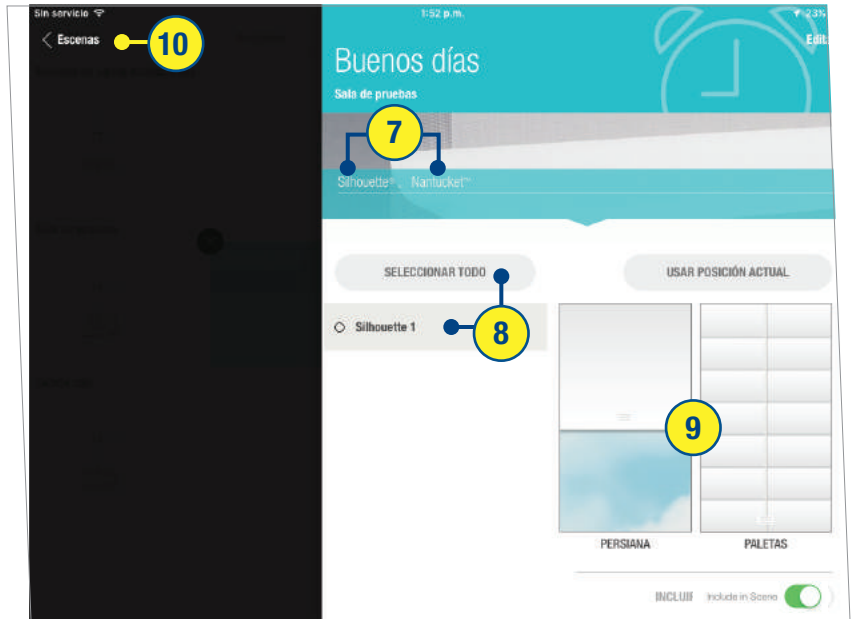 Sin servicio 1:52 p.m. 23%
Escenas 10 Edit
Buenos días
Sala de pruebas
7
Silhouette®, Nantucket™
SELECCIONAR TODO USAR POSICIÓN ACTUAL
Silhouette 1
8
9
PERSIANA PALETAS
INCLUIR Include in Scene